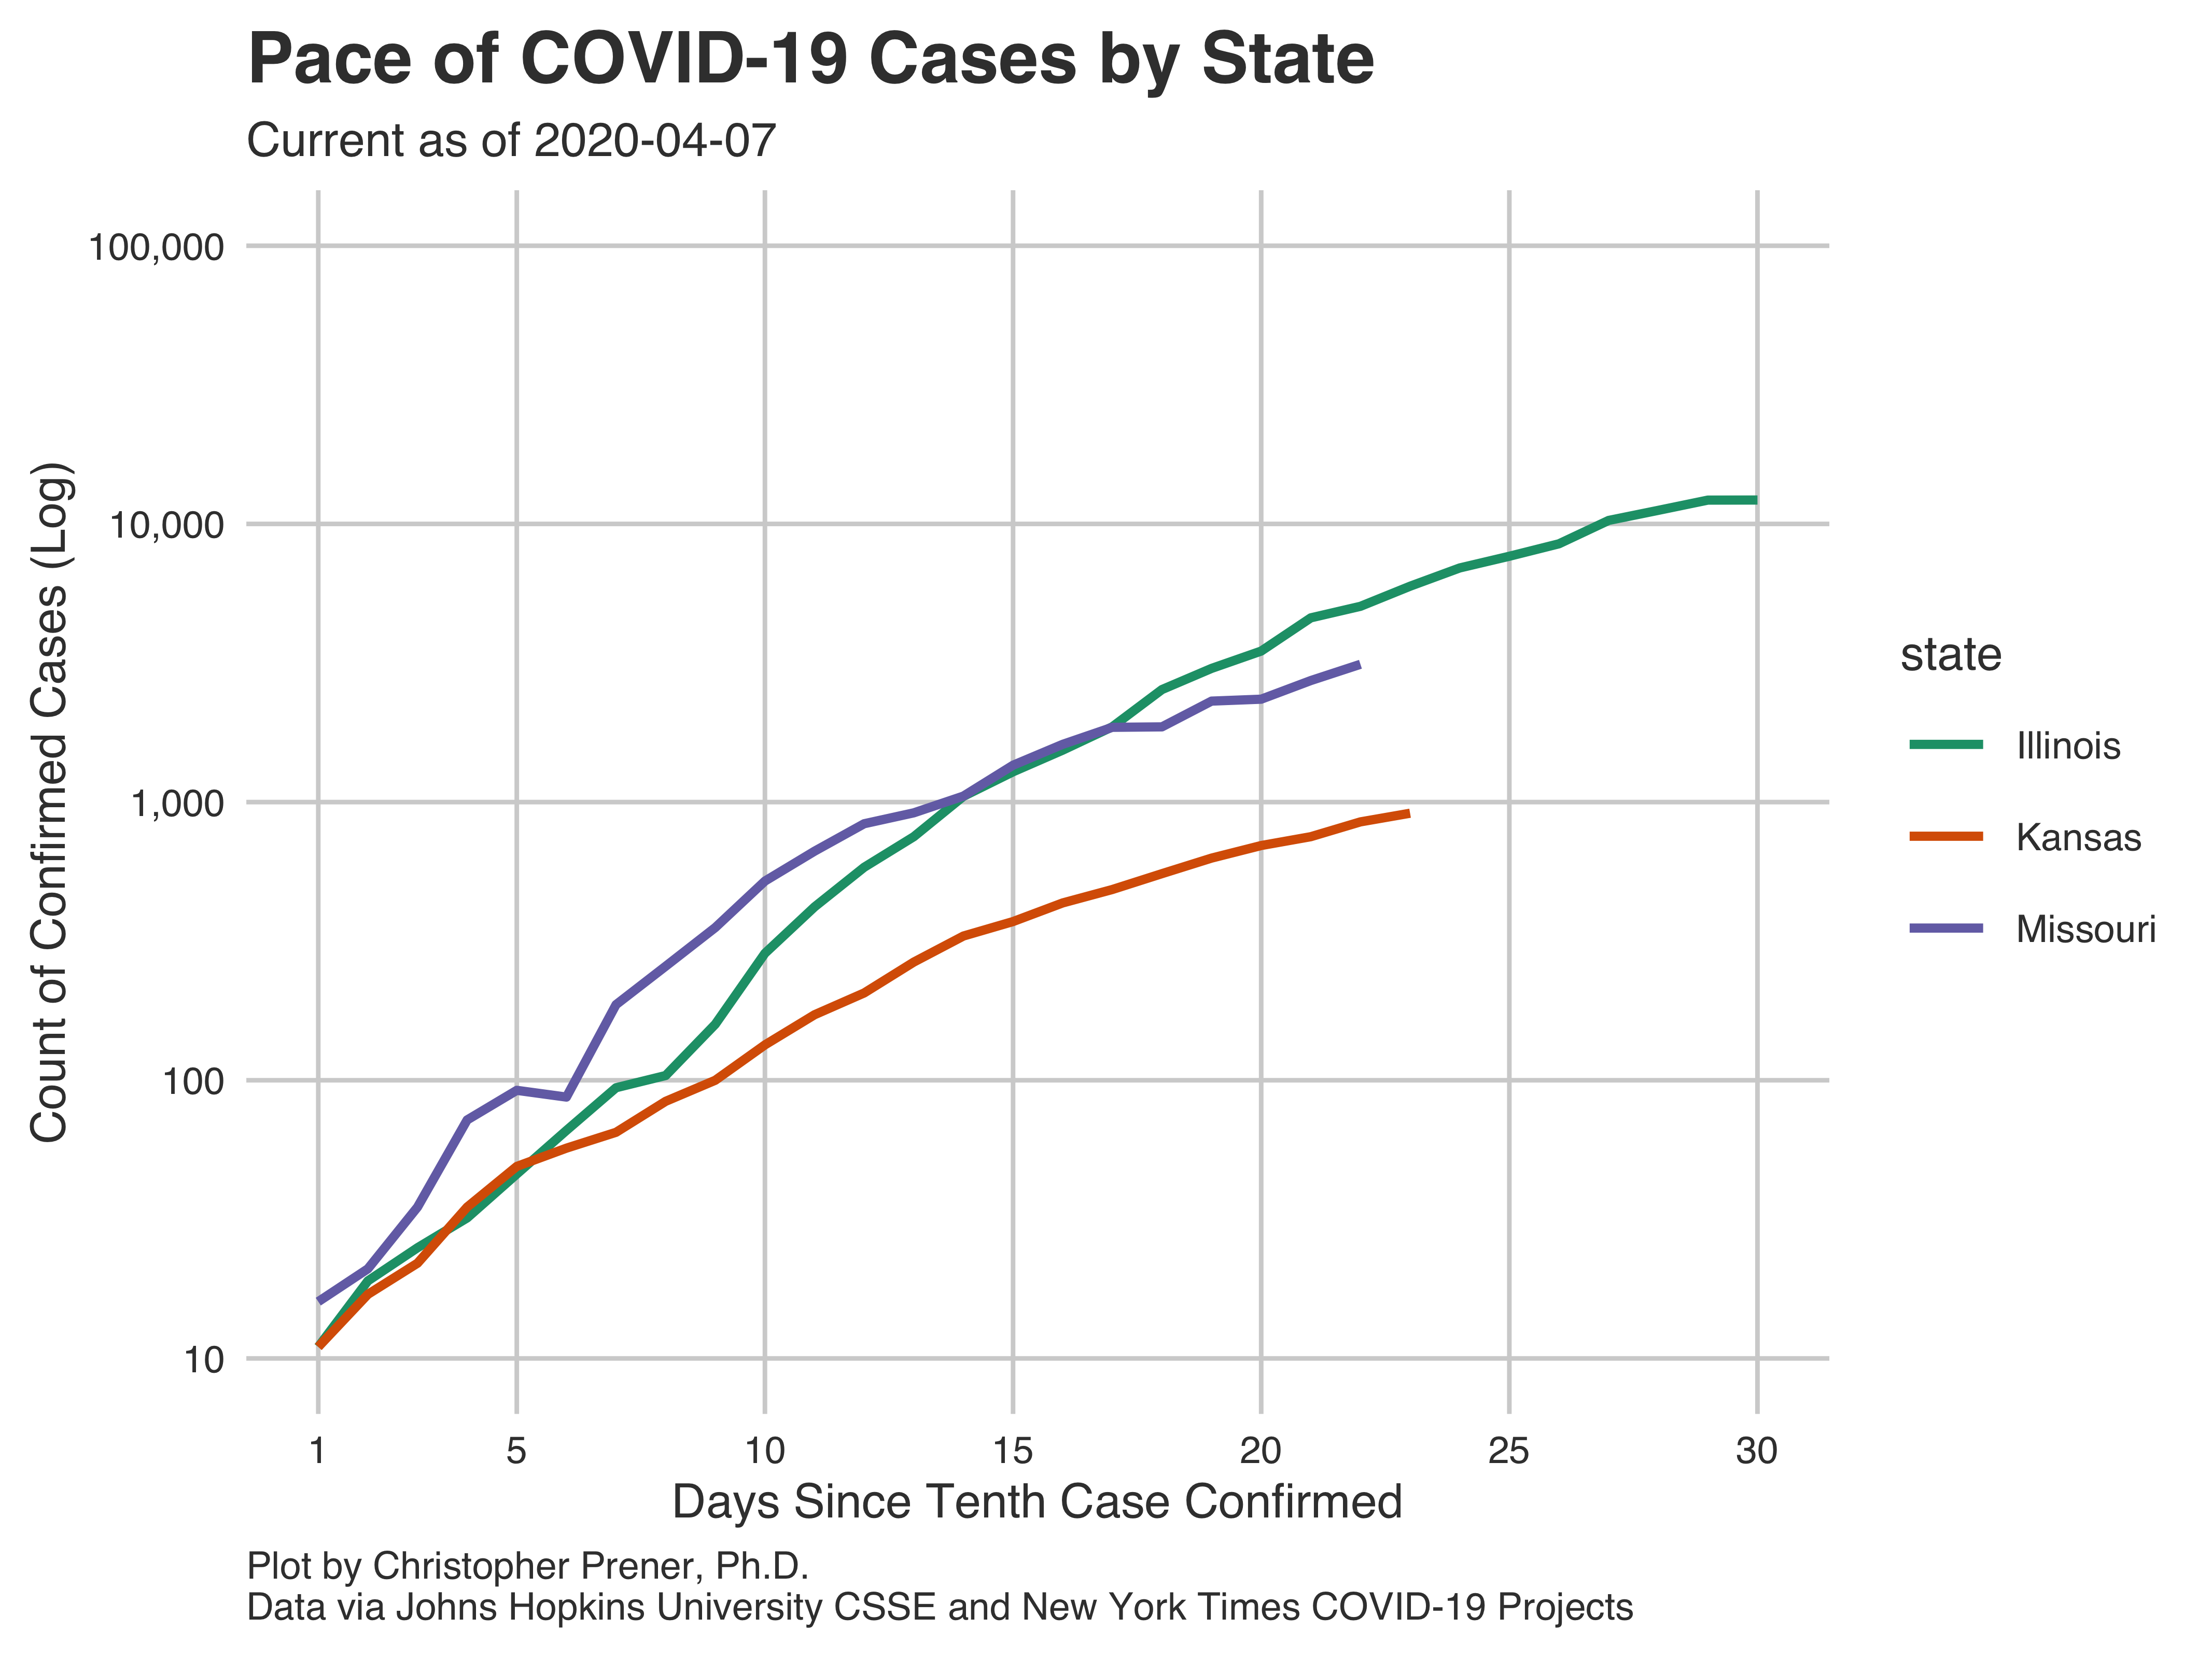 Pace of COVID-19 Cases by State
Current as of 2020-04-07
Count of Confirmed Cases (Log)
100,000
10,000
1,000
100
10
1
5
10
15
20
25
30
Days Since Tenth Case Confirmed
state
Illinois
Kansas
Missouri
Plot by Christopher Prener, Ph.D.
Data via Johns Hopkins University CSSE and New York Times COVID-19 Projects